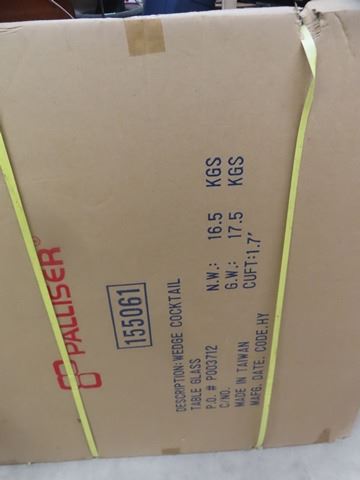 PALLISER®
155061
DESCRIPTION: WEDGE COCKTAIL
TABLE GLASS
P.O. # P003712
C/NO.
MADE IN TAIWAN
MAFG. DATE. CODE.HY
N.W.: 16.5 KGS
G.W.: 17.5 KGS
CUFT:1.7'